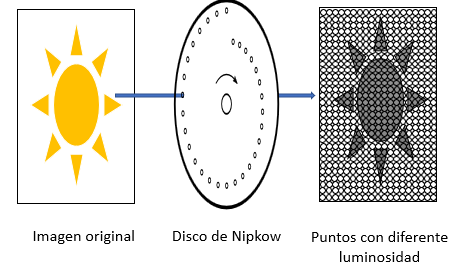 Imagen original
Disco de Nipkow
Puntos con diferente
luminosidad